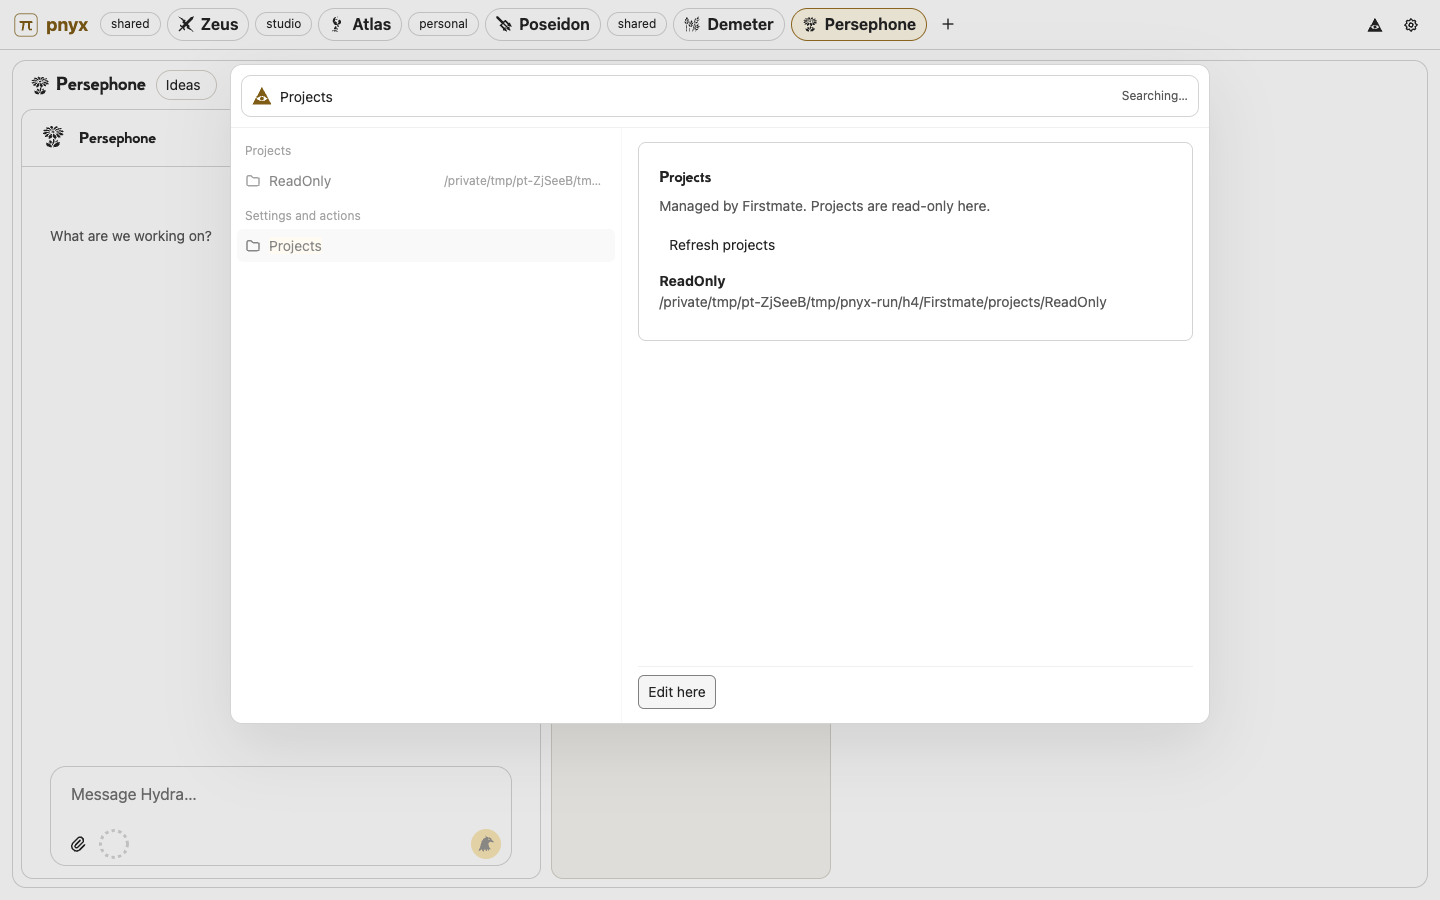 π pnyx shared Zeus studio Atlas personal Poseidon shared Demeter Persephone +
Persephone Ideas
Persephone
What are we working on?
Message Hydra...
Projects Searching...
Projects
ReadOnly /private/tmp/pt-ZjSeeB/tm...
Settings and actions
Projects
Projects
Managed by Firstmate. Projects are read-only here.
Refresh projects
ReadOnly
/private/tmp/pt-ZjSeeB/tmp/pnyx-run/h4/Firstmate/projects/ReadOnly
Edit here